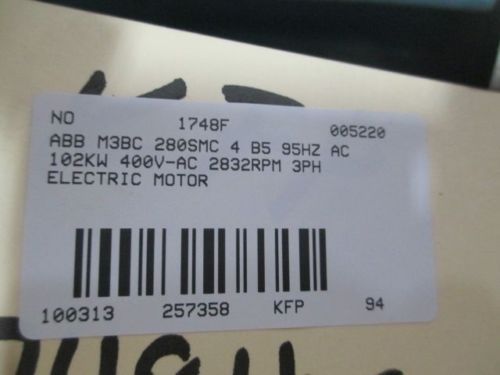 NO 1748F 005220
ABB M3BC 280SMC 4 B5 95HZ AC
102KW 400V-AC 2832RPM 3PH
ELECTRIC MOTOR
100313 257358 KFP 94